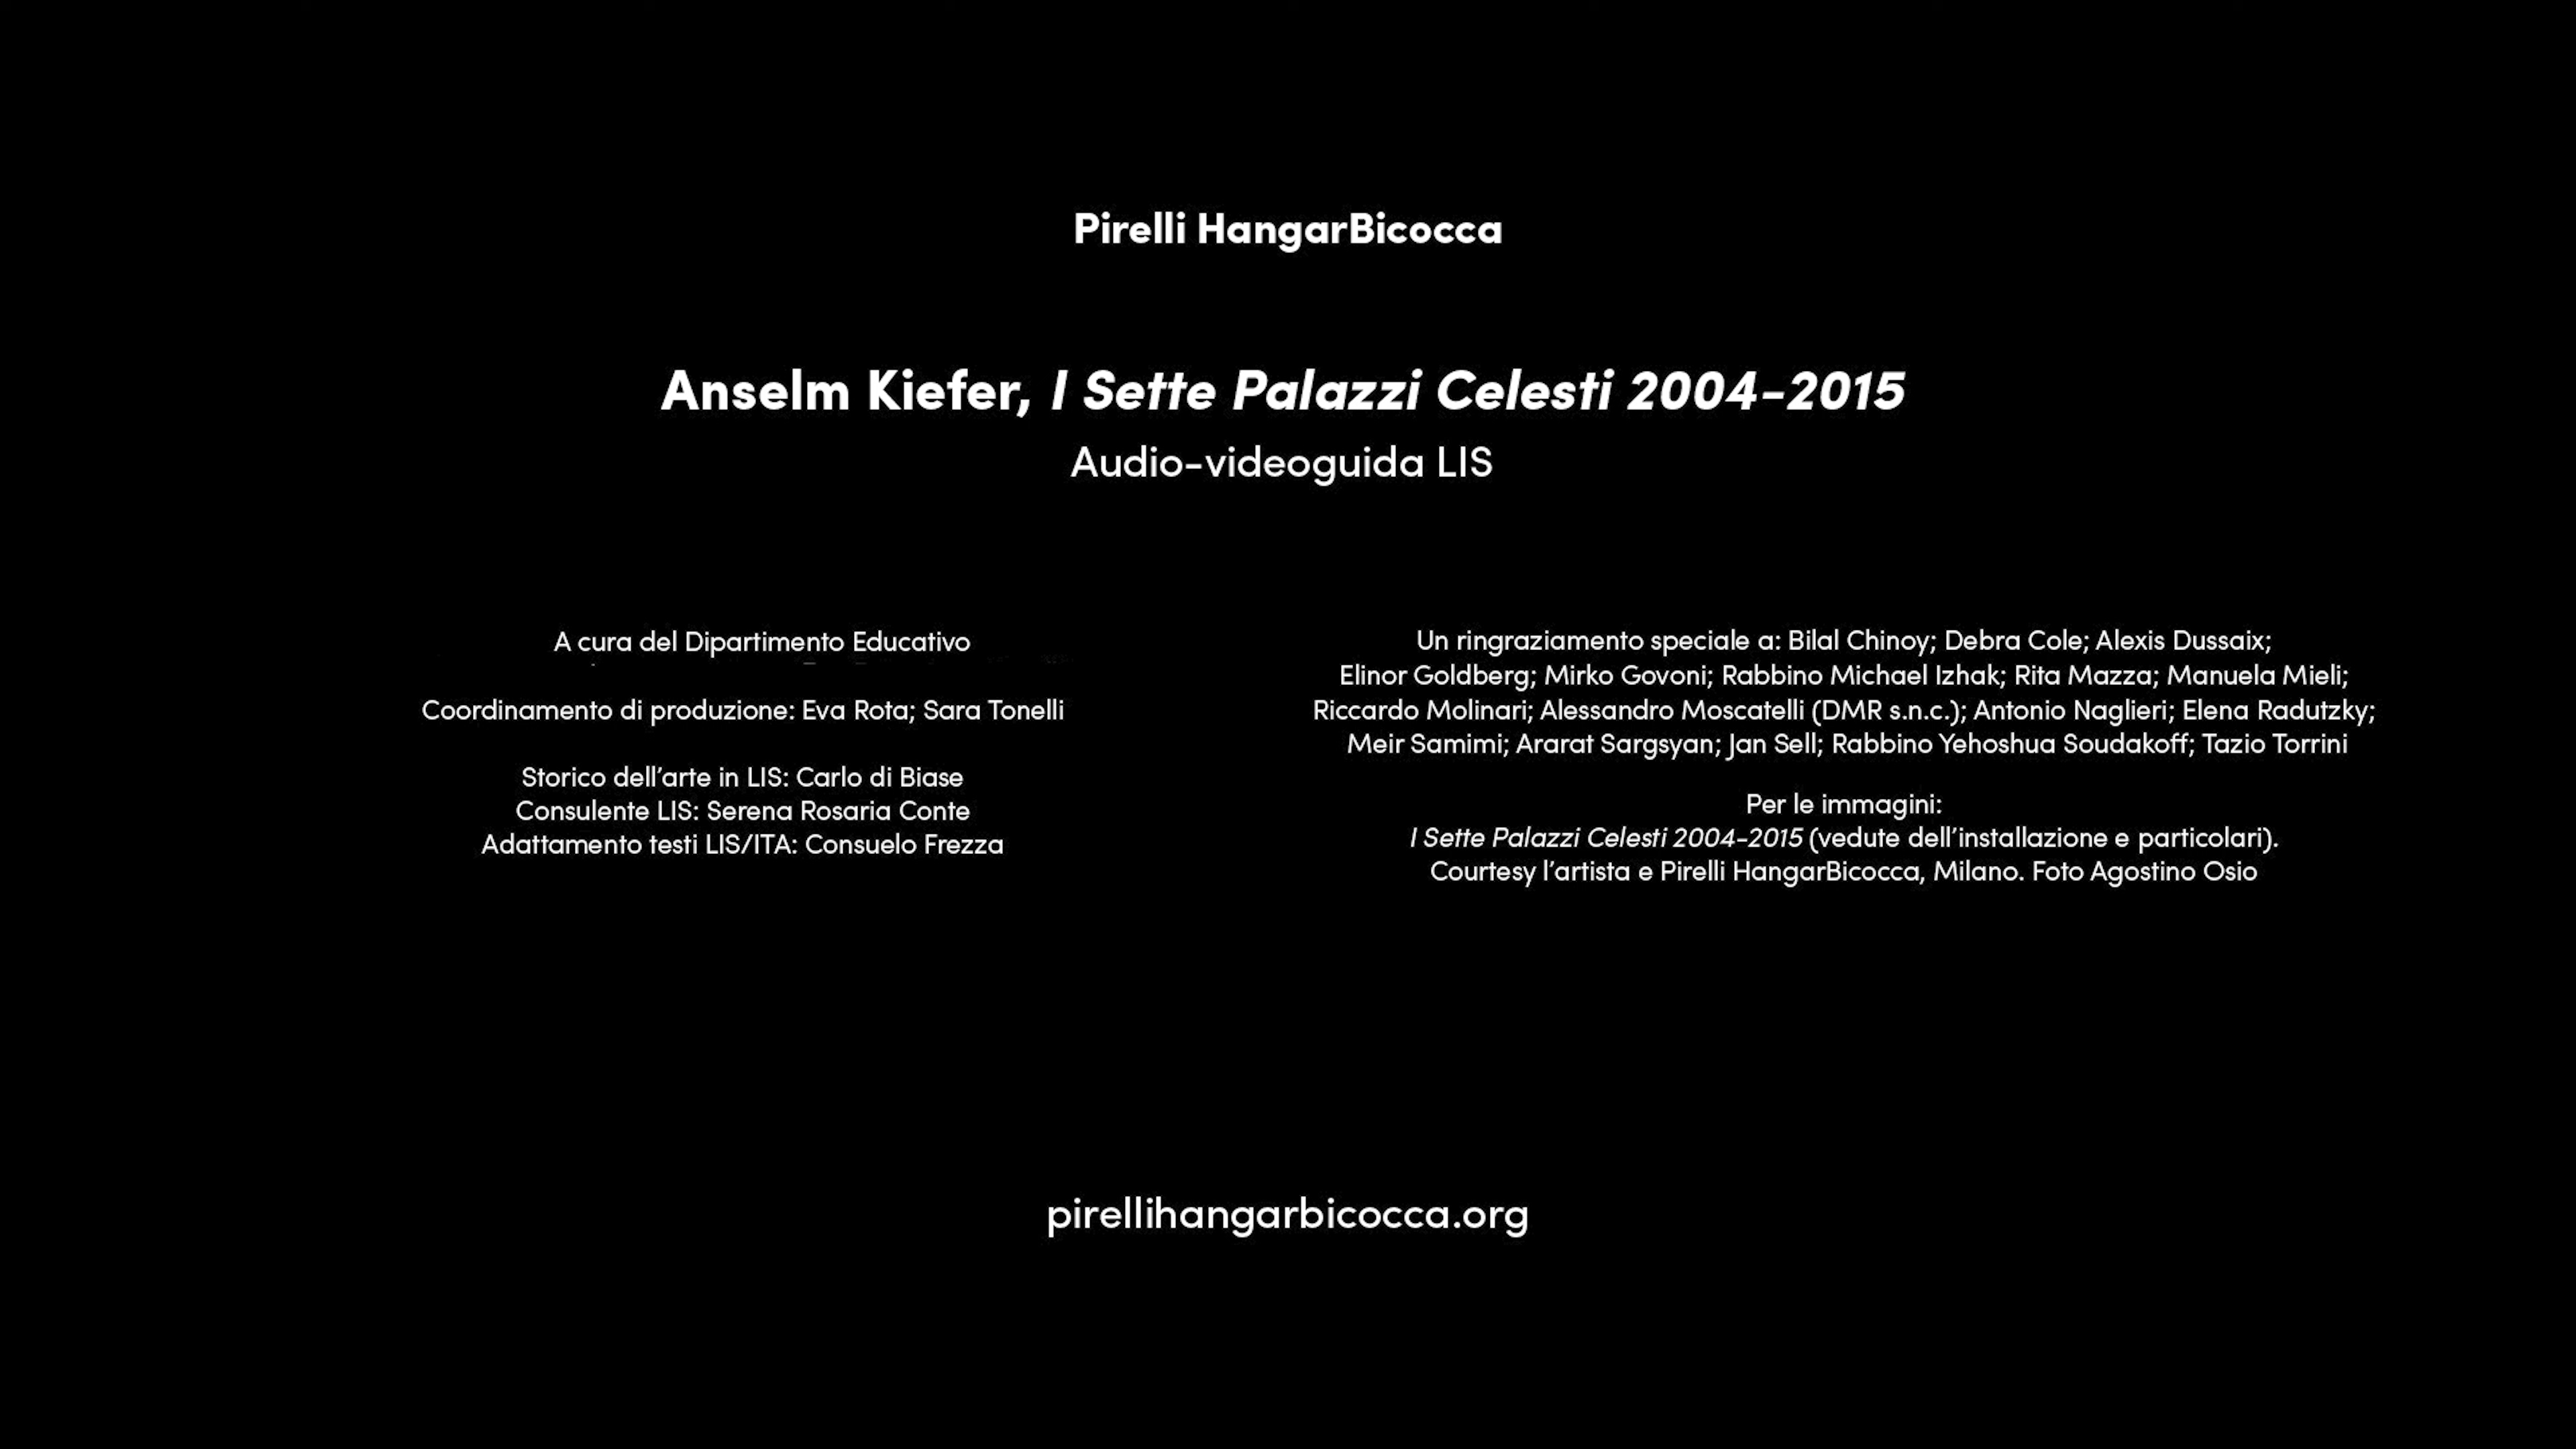 Pirelli HangarBicocca
Anselm Kiefer, I Sette Palazzi Celesti 2004-2015
Audio-videoguida LIS
A cura del Dipartimento Educativo
Coordinamento di produzione: Eva Rota; Sara Tonelli
Storico dell'arte in LIS: Carlo di Biase
Consulente LIS: Serena Rosaria Conte
Adattamento testi LIS/ITA: Consuelo Frezza
Un ringraziamento speciale a: Bilal Chinoy; Debra Cole; Alexis Dussaix;
Elinor Goldberg; Mirko Govoni; Rabbino Michael Izhak; Rita Mazza; Manuela Mieli;
Riccardo Molinari; Alessandro Moscatelli (DMR s.n.c.); Antonio Naglieri; Elena Radutzky;
Meir Samimi; Ararat Sargsyan; Jan Sell; Rabbino Yehoshua Soudakoff; Tazio Torrini
Per le immagini:
I Sette Palazzi Celesti 2004-2015 (vedute dell'installazione e particolari).
Courtesy l'artista e Pirelli HangarBicocca, Milano. Foto Agostino Osio
pirellihangarbicocca.org